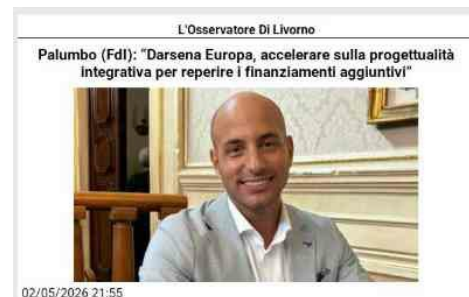 L'Osservatore Di Livorno
Palumbo (FdI): “Darsena Europa, accelerare sulla progettualità
integrativa per reperire i finanziamenti aggiuntivi”
02/05/2026 21:55